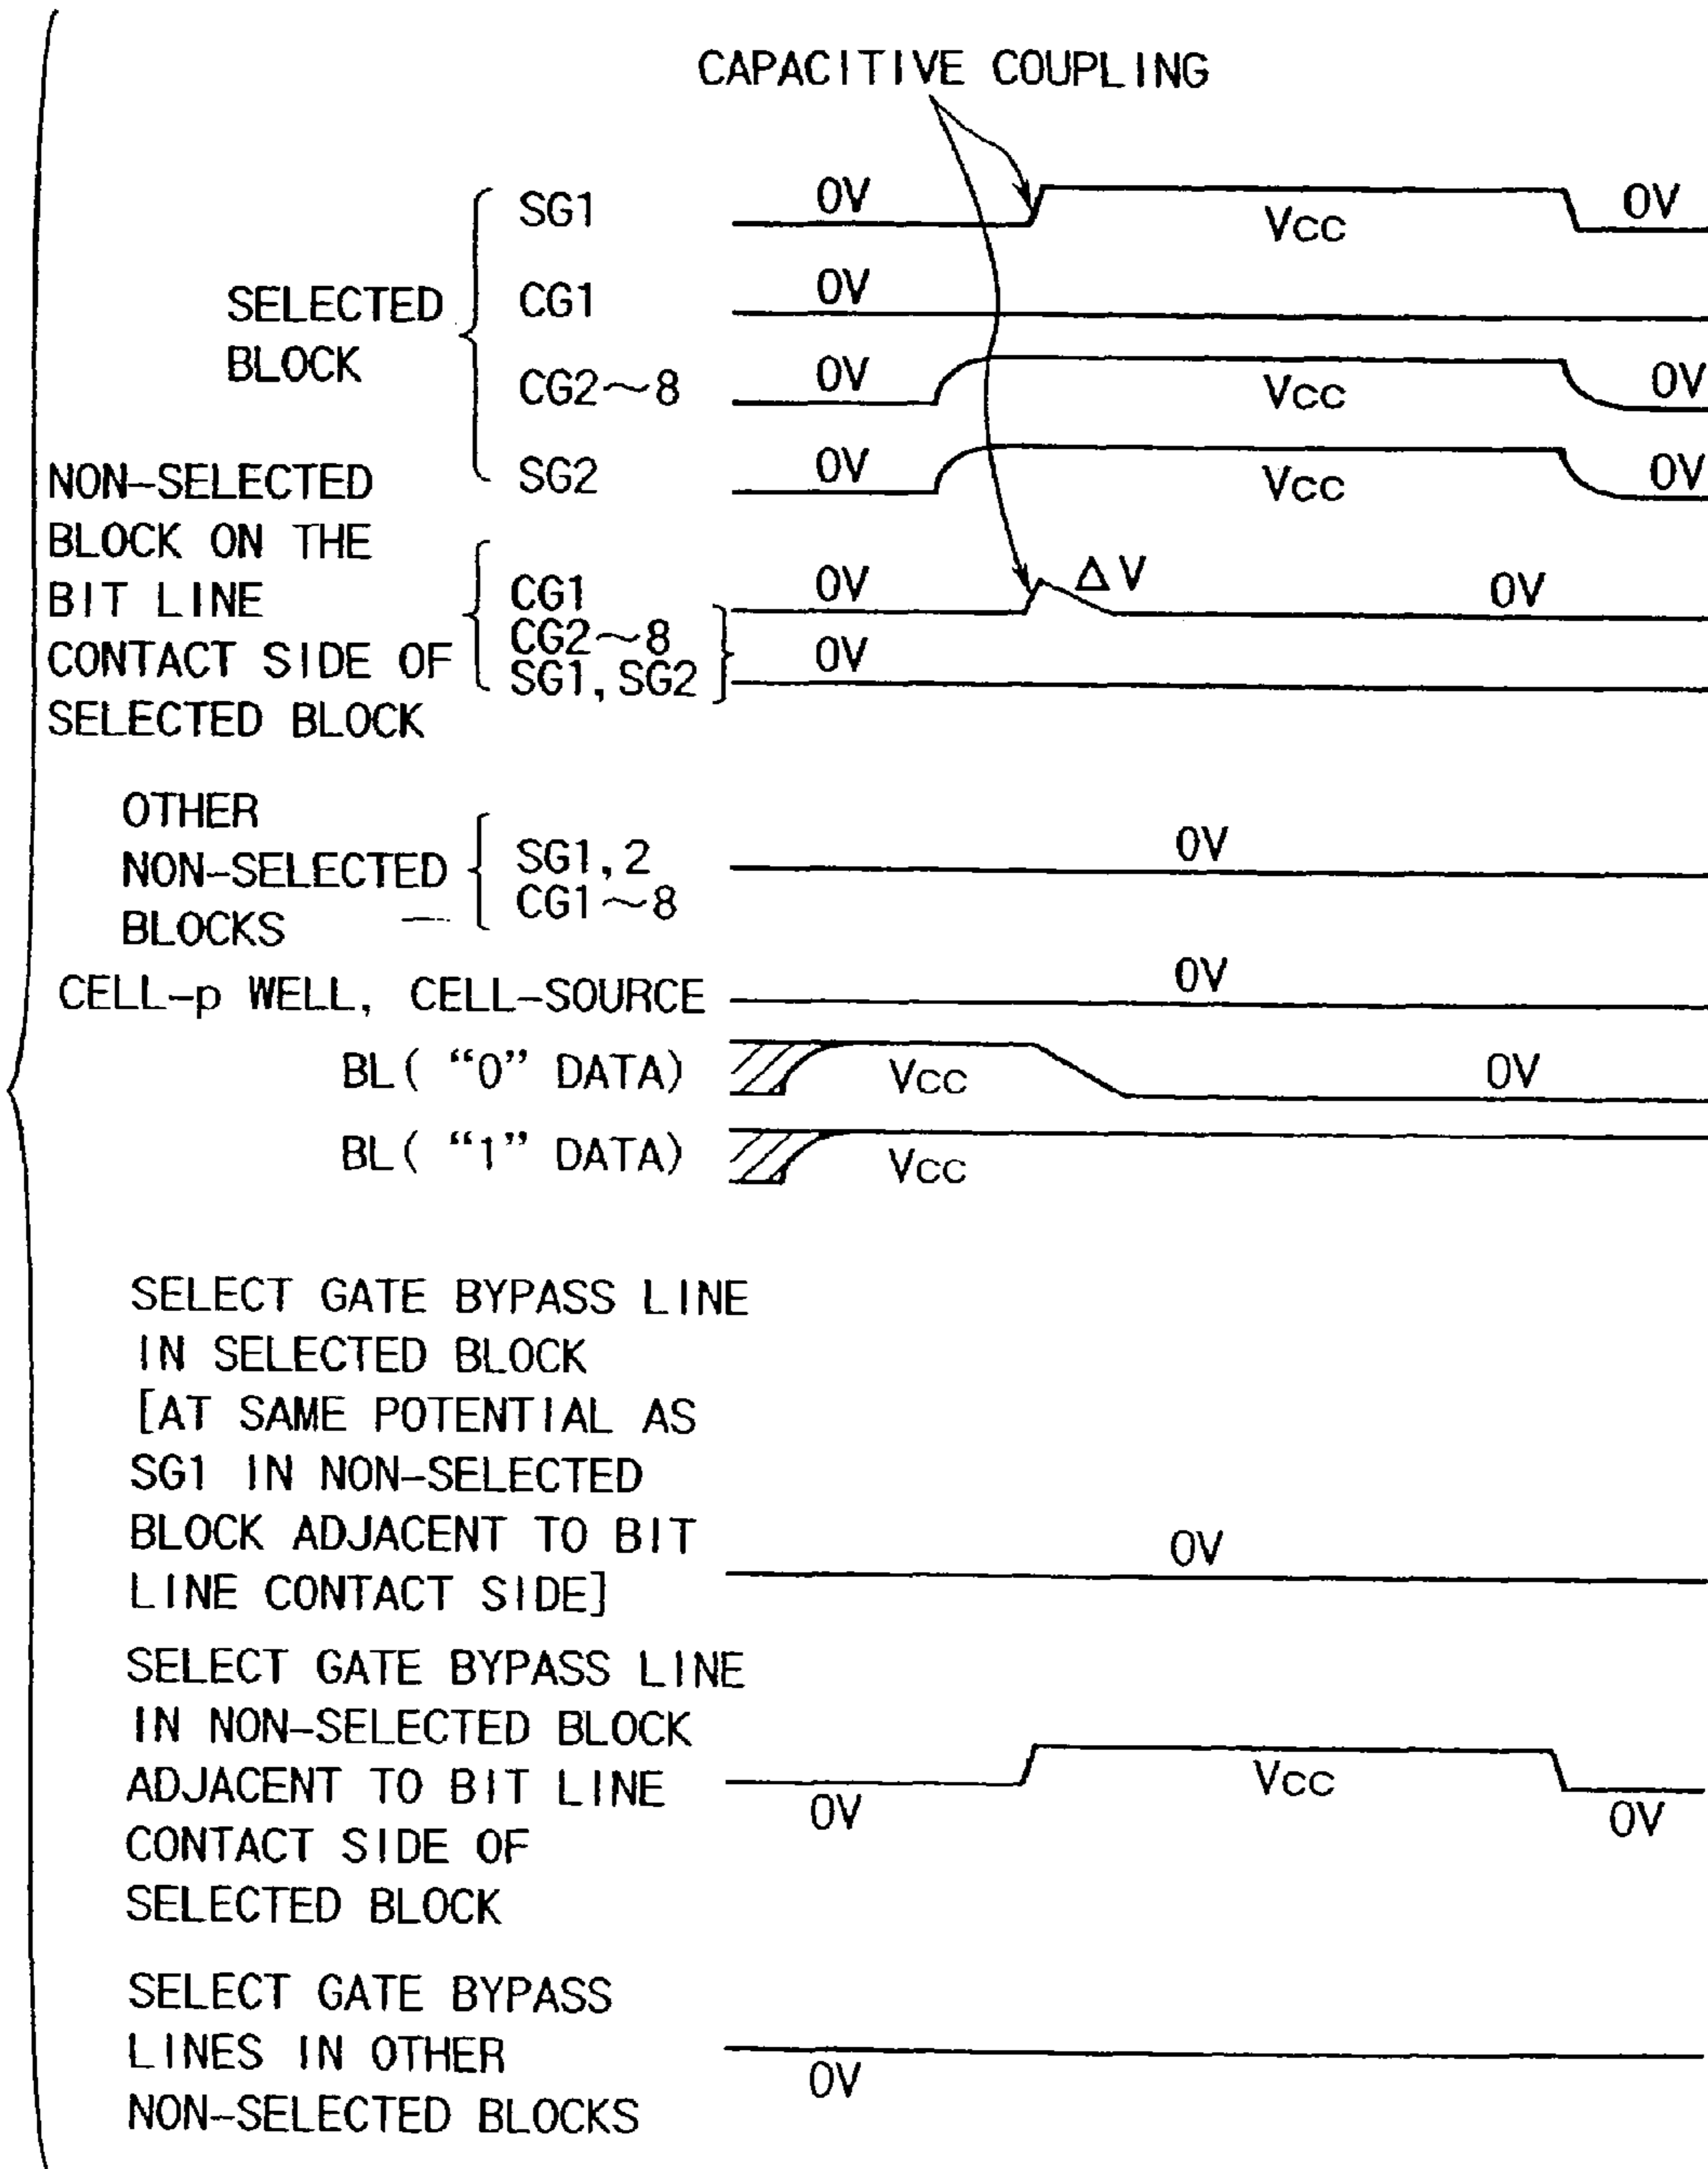 CAPACITIVE COUPLING
SELECTED
BLOCK
SG1
0V
Vcc
0V
CG1
0V
CG2~8
0V
Vcc
0V
SG2
0V
Vcc
0V
NON-SELECTED
BLOCK ON THE
BIT LINE
CONTACT SIDE OF
SELECTED BLOCK
CG1
CG2~8
SG1, SG2
0V
ΔV
0V
0V
OTHER
NON-SELECTED
BLOCKS
SG1, 2
CG1~8
0V
CELL-p WELL, CELL-SOURCE
0V
BL( “0” DATA)
Vcc
0V
BL( “1” DATA)
Vcc
SELECT GATE BYPASS LINE
IN SELECTED BLOCK
[AT SAME POTENTIAL AS
SG1 IN NON-SELECTED
BLOCK ADJACENT TO BIT
LINE CONTACT SIDE]
0V
SELECT GATE BYPASS LINE
IN NON-SELECTED BLOCK
ADJACENT TO BIT LINE
CONTACT SIDE OF
SELECTED BLOCK
0V
Vcc
0V
SELECT GATE BYPASS
LINES IN OTHER
NON-SELECTED BLOCKS
0V